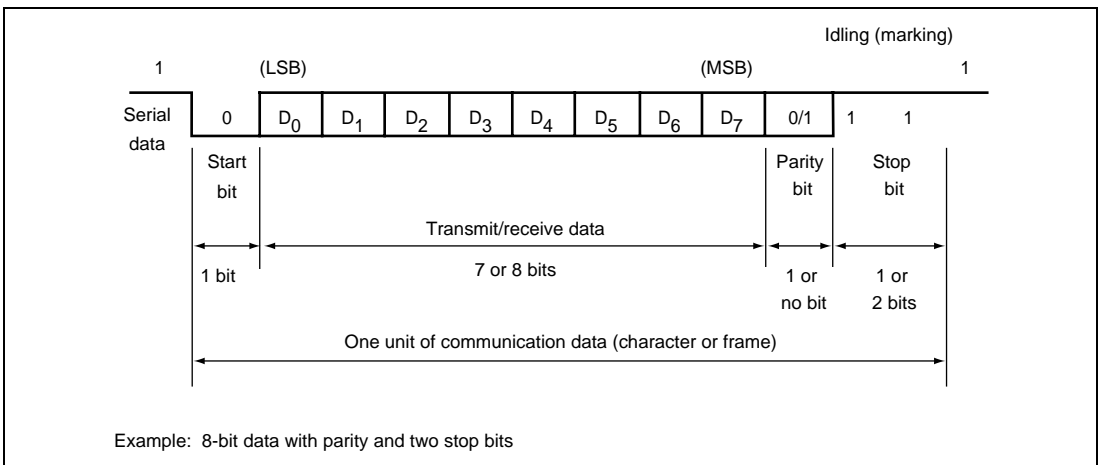 Idling (marking)
1 (LSB) (MSB) 1
Serial data
0 D0 D1 D2 D3 D4 D5 D6 D7 0/1 1 1
Start bit
Parity bit
Stop bit
Transmit/receive data
1 bit
7 or 8 bits
1 or no bit
1 or 2 bits
One unit of communication data (character or frame)
Example: 8-bit data with parity and two stop bits